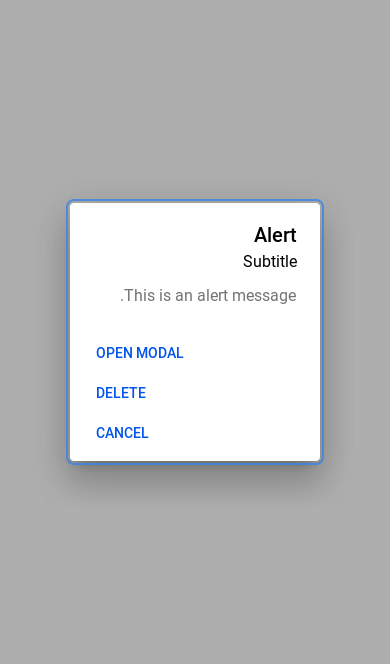 Alert
Subtitle
.This is an alert message
OPEN MODAL
DELETE
CANCEL